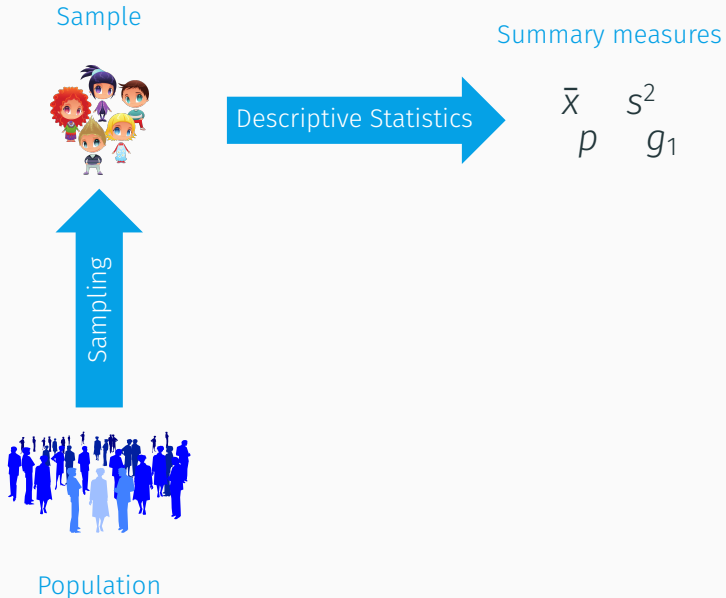 Sample
Summary measures
Descriptive Statistics
x̄ s²
p g₁
Sampling
Population